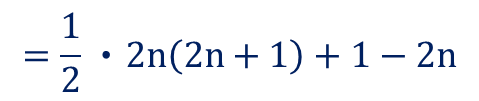 = 1/2 · 2n(2n + 1) + 1 − 2n